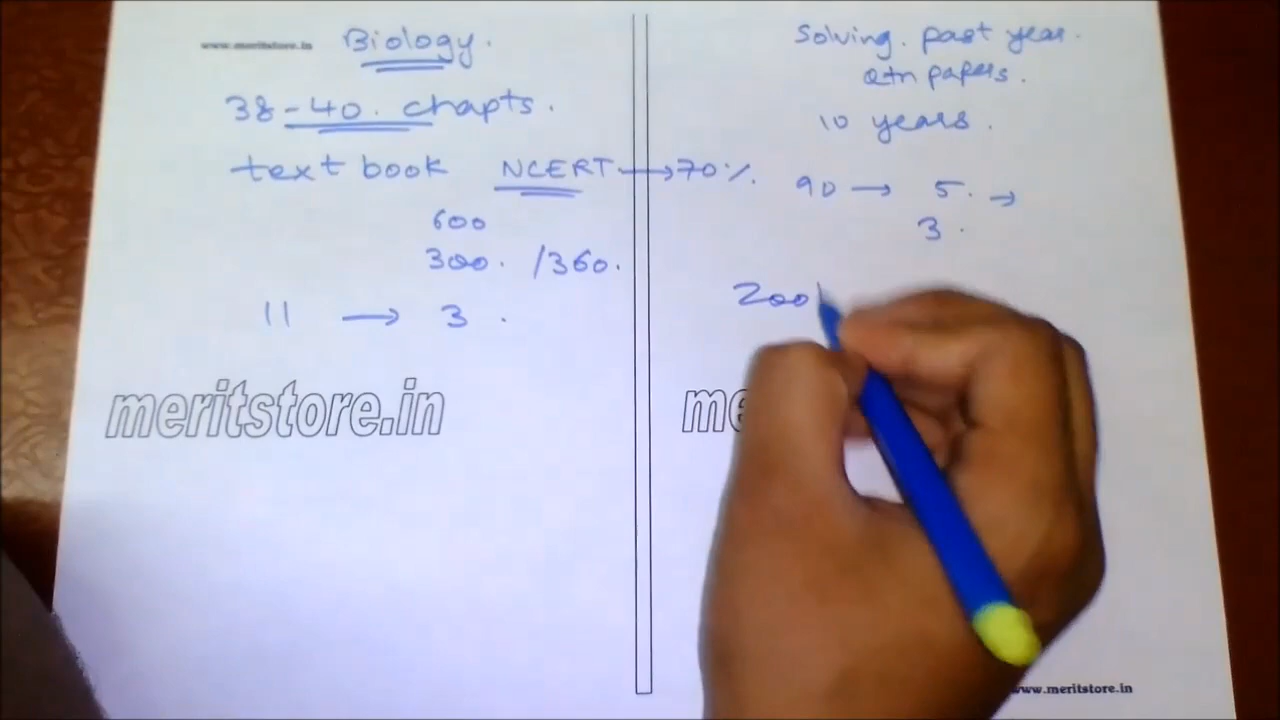 www.meritstore.in Biology.
38-40. chapts.
text book NCERT → 70%.
600
300. /360.
11 → 3.
meritstore.in
Solving. past year.
Qtn papers.
10 years.
90 → 5. →
3.
200
me
www.meritstore.in